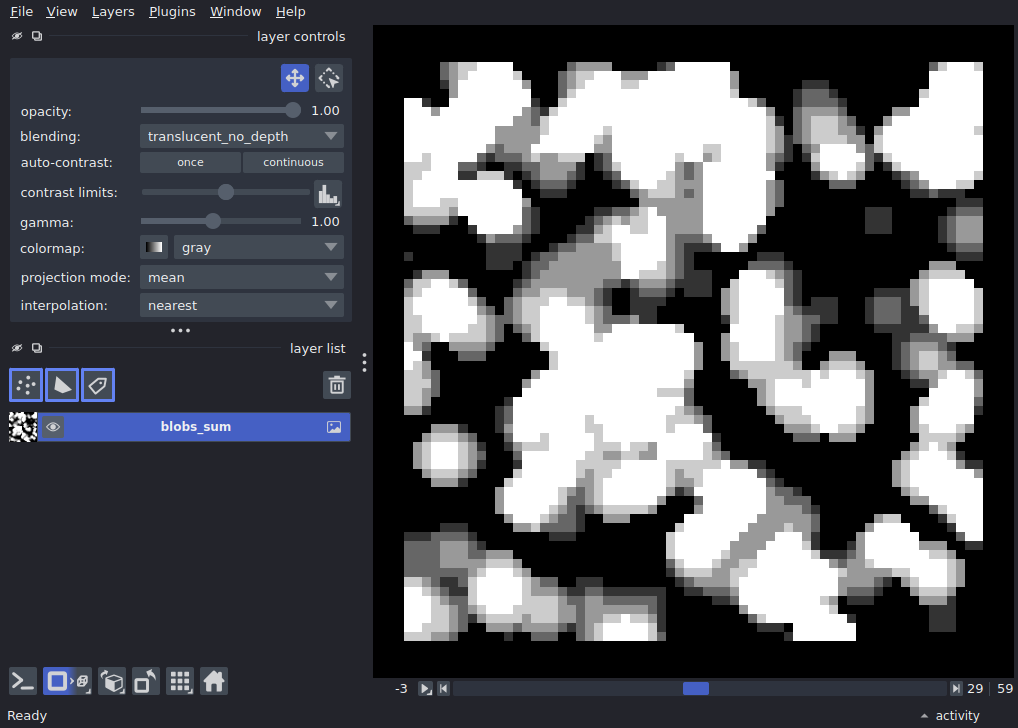 File View Layers Plugins Window Help
layer controls
opacity: 1.00
blending: translucent_no_depth
auto-contrast: once continuous
contrast limits:
gamma: 1.00
colormap: gray
projection mode: mean
interpolation: nearest
layer list
blobs_sum
-3 29 59
Ready activity